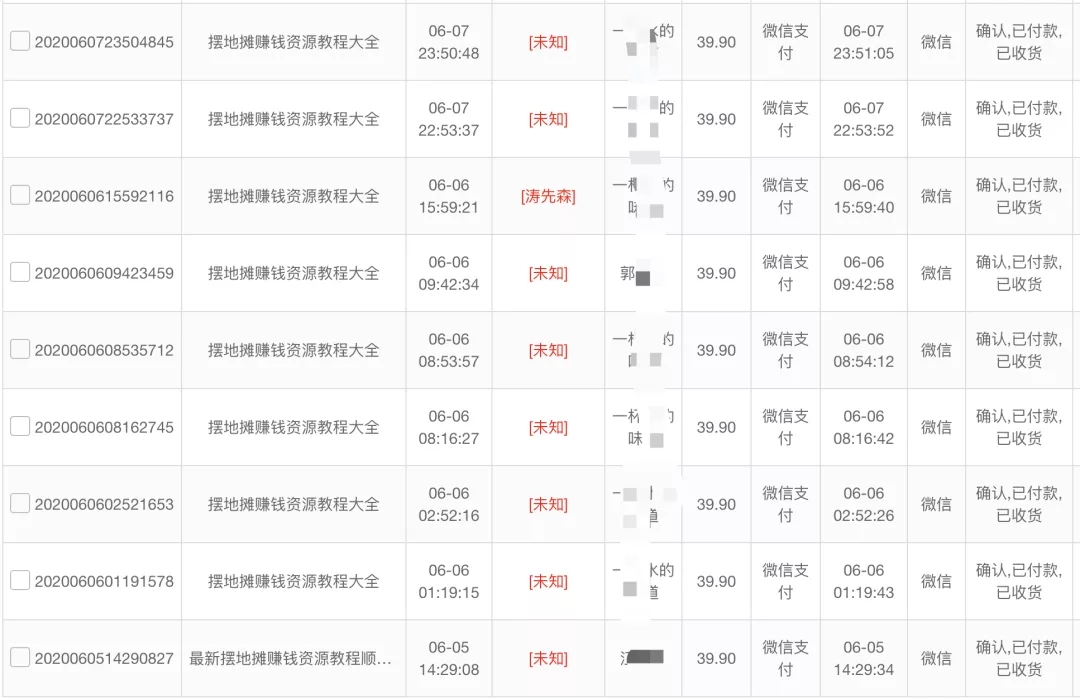 2020060723504845 摆地摊赚钱资源教程大全 06-07 23:50:48 [未知] 一 水的 39.90 微信支付 06-07 23:51:05 微信 确认,已付款,已收货
2020060722533737 摆地摊赚钱资源教程大全 06-07 22:53:37 [未知] 一 的 39.90 微信支付 06-07 22:53:52 微信 确认,已付款,已收货
2020060615592116 摆地摊赚钱资源教程大全 06-06 15:59:21 [涛先森] 一 的 味 39.90 微信支付 06-06 15:59:40 微信 确认,已付款,已收货
2020060609423459 摆地摊赚钱资源教程大全 06-06 09:42:34 [未知] 郭 39.90 微信支付 06-06 09:42:58 微信 确认,已付款,已收货
2020060608535712 摆地摊赚钱资源教程大全 06-06 08:53:57 [未知] 一 的 39.90 微信支付 06-06 08:54:12 微信 确认,已付款,已收货
2020060608162745 摆地摊赚钱资源教程大全 06-06 08:16:27 [未知] 一杯 的 味 39.90 微信支付 06-06 08:16:42 微信 确认,已付款,已收货
2020060602521653 摆地摊赚钱资源教程大全 06-06 02:52:16 [未知] 一 道 39.90 微信支付 06-06 02:52:26 微信 确认,已付款,已收货
2020060601191578 摆地摊赚钱资源教程大全 06-06 01:19:15 [未知] 一 水的 道 39.90 微信支付 06-06 01:19:43 微信 确认,已付款,已收货
2020060514290827 最新摆地摊赚钱资源教程顺... 06-05 14:29:08 [未知] 39.90 微信支付 06-05 14:29:34 微信 确认,已付款,已收货